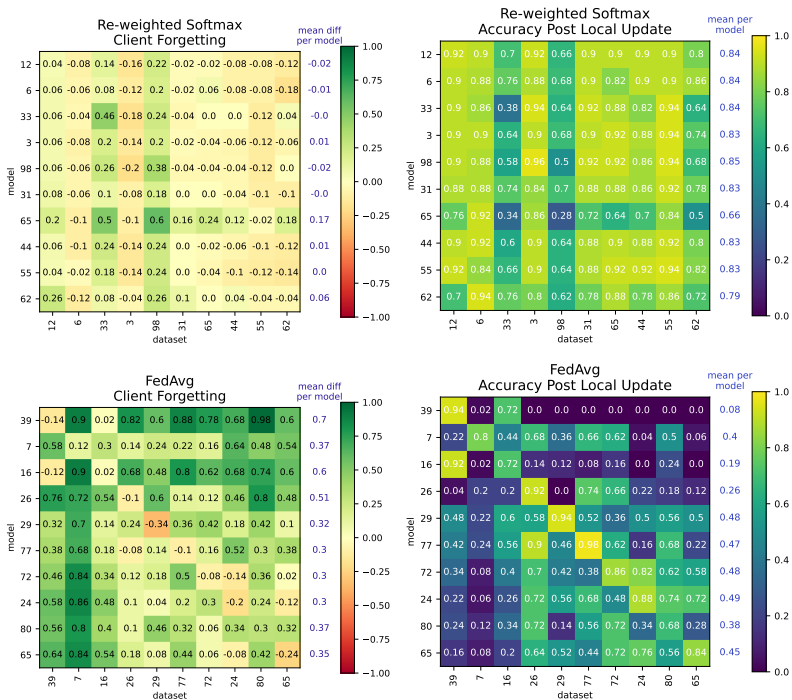 Re-weighted Softmax
Client Forgetting
mean diff
per model
12 0.04 -0.08 0.14 -0.16 0.22 -0.02 -0.02 -0.08 -0.08 -0.12 -0.02
6 0.06 -0.06 0.08 -0.12 0.2 -0.02 0.06 -0.08 -0.08 -0.18 -0.01
33 0.06 -0.04 0.46 -0.18 0.24 -0.04 0.0 -0.0 -0.12 0.04 0.0
3 0.06 -0.08 0.2 -0.14 0.2 -0.04 -0.02 -0.06 -0.12 -0.06 -0.0
98 0.06 -0.06 0.26 -0.2 0.38 -0.04 -0.02 -0.1 -0.12 0.0 -0.02
31 0.08 -0.06 0.1 -0.08 0.18 0.0 0.0 -0.04 -0.1 -0.1 -0.0
65 0.2 -0.1 0.5 -0.1 0.6 0.16 0.24 0.12 -0.02 0.18 0.17
44 0.06 -0.1 0.24 -0.14 0.24 0.0 -0.02 -0.06 -0.1 -0.12 0.01
55 0.04 -0.02 0.18 -0.14 0.24 0.0 -0.04 -0.1 -0.12 -0.14 0.0
62 0.26 -0.12 0.08 -0.04 0.26 0.1 0.0 -0.04 -0.04 -0.04 0.06
12 6 33 3 98 31 65 44 55 62
model
dataset
1.00
0.75
0.50
0.25
0.00
−0.25
−0.50
−0.75
−1.00
Re-weighted Softmax
Accuracy Post Local Update
mean per
model
12 0.92 0.9 0.7 0.92 0.66 0.9 0.9 0.9 0.9 0.8 0.84
6 0.9 0.88 0.76 0.88 0.68 0.9 0.82 0.9 0.9 0.86 0.84
33 0.9 0.86 0.38 0.94 0.64 0.92 0.88 0.82 0.94 0.64 0.84
3 0.9 0.9 0.64 0.9 0.68 0.92 0.9 0.88 0.94 0.74 0.83
98 0.9 0.88 0.58 0.96 0.5 0.92 0.92 0.86 0.94 0.68 0.85
31 0.88 0.88 0.74 0.84 0.7 0.88 0.88 0.86 0.92 0.78 0.83
65 0.76 0.92 0.34 0.86 0.28 0.72 0.64 0.7 0.84 0.5 0.66
44 0.9 0.92 0.6 0.9 0.64 0.88 0.9 0.88 0.92 0.8 0.83
55 0.92 0.84 0.66 0.9 0.64 0.88 0.92 0.92 0.94 0.82 0.83
62 0.7 0.94 0.76 0.8 0.62 0.78 0.88 0.86 0.86 0.72 0.79
12 6 33 3 98 31 65 44 55 62
model
dataset
1.0
0.8
0.6
0.4
0.2
0.0
FedAvg
Client Forgetting
mean diff
per model
39 -0.14 0.9 0.02 0.82 0.6 0.88 0.78 0.68 0.98 0.6 0.7
7 0.58 0.12 0.3 0.14 0.24 0.22 0.16 0.64 0.48 0.54 0.37
16 -0.12 0.9 0.02 0.68 0.48 0.8 0.62 0.68 0.74 0.6 0.6
26 0.76 0.72 0.54 -0.1 0.6 0.14 0.12 0.46 0.8 0.48 0.51
29 0.32 0.7 0.14 0.24 -0.34 0.36 0.42 0.18 0.42 0.1 0.32
77 0.38 0.68 0.18 -0.08 0.14 -0.1 0.16 0.52 0.3 0.38 0.3
72 0.46 0.84 0.34 0.12 0.18 0.5 -0.08 -0.14 0.36 0.02 0.3
24 0.58 0.86 0.48 0.1 0.04 0.2 0.3 -0.2 0.24 -0.12 0.3
80 0.56 0.8 0.4 0.1 0.46 0.32 0.06 0.34 0.3 0.32 0.37
65 0.64 0.84 0.54 0.18 0.08 0.44 0.06 -0.08 0.42 -0.24 0.35
39 7 16 26 29 77 72 24 80 65
model
dataset
1.00
0.75
0.50
0.25
0.00
−0.25
−0.50
−0.75
−1.00
FedAvg
Accuracy Post Local Update
mean per
model
39 0.94 0.02 0.72 0.0 0.0 0.0 0.0 0.0 0.0 0.0 0.08
7 0.22 0.8 0.44 0.68 0.36 0.66 0.62 0.04 0.5 0.06 0.4
16 0.92 0.02 0.72 0.14 0.12 0.08 0.16 0.0 0.24 0.0 0.19
26 0.04 0.2 0.2 0.92 0.0 0.74 0.66 0.22 0.18 0.12 0.26
29 0.48 0.22 0.6 0.58 0.94 0.52 0.36 0.5 0.56 0.5 0.48
77 0.42 0.24 0.56 0.9 0.46 0.98 0.62 0.16 0.68 0.22 0.47
72 0.34 0.08 0.4 0.7 0.42 0.38 0.86 0.82 0.62 0.58 0.48
24 0.22 0.06 0.26 0.72 0.56 0.68 0.48 0.88 0.74 0.72 0.49
80 0.24 0.12 0.34 0.72 0.14 0.56 0.72 0.34 0.68 0.28 0.38
65 0.16 0.08 0.2 0.64 0.52 0.44 0.72 0.76 0.56 0.84 0.45
39 7 16 26 29 77 72 24 80 65
model
dataset
1.0
0.8
0.6
0.4
0.2
0.0